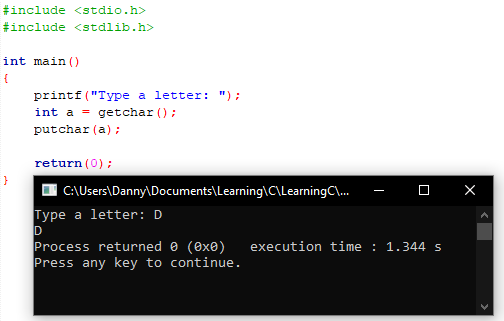 #include <stdio.h>
#include <stdlib.h>

int main()
{
    printf("Type a letter: ");
    int a = getchar();
    putchar(a);

    return(0);
}
C:\Users\Danny\Documents\Learning\C\LearningC\...
Type a letter: D
D
Process returned 0 (0x0)   execution time : 1.344 s
Press any key to continue.